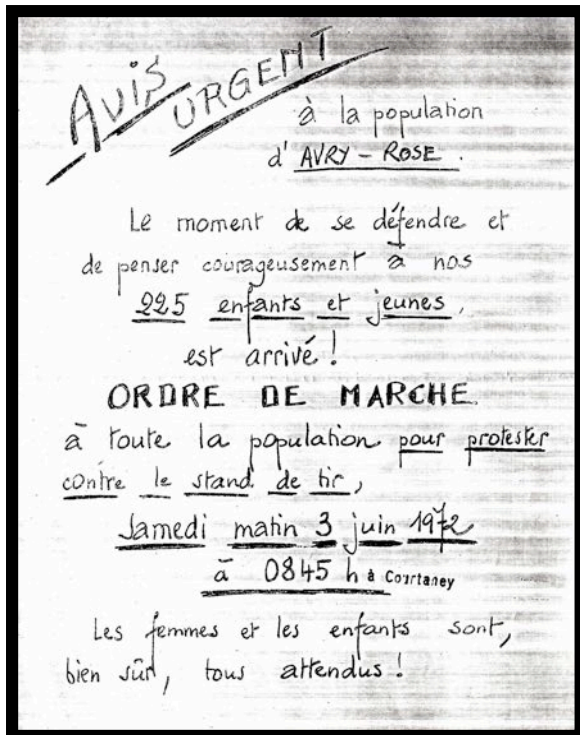 AVIS
URGENT
à la population
d'AVRY - ROSE.
Le moment de se défendre et
de penser courageusement à nos
225 enfants et jeunes,
est arrivé !
ORDRE DE MARCHE
à toute la population pour protester
contre le stand de tir,
Samedi matin 3 juin 1972
à 0845 h à Courtaney
Les femmes et les enfants sont,
bien sûr, tous attendus !